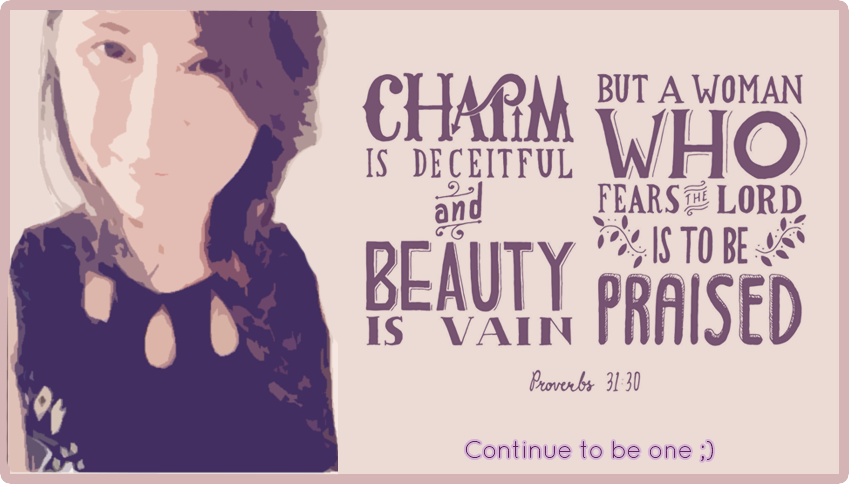 CHARM
IS DECEITFUL
and
BEAUTY
IS VAIN
BUT A WOMAN
WHO
FEARS THE LORD
IS TO BE
PRAISED
Proverbs 31:30
Continue to be one ;)